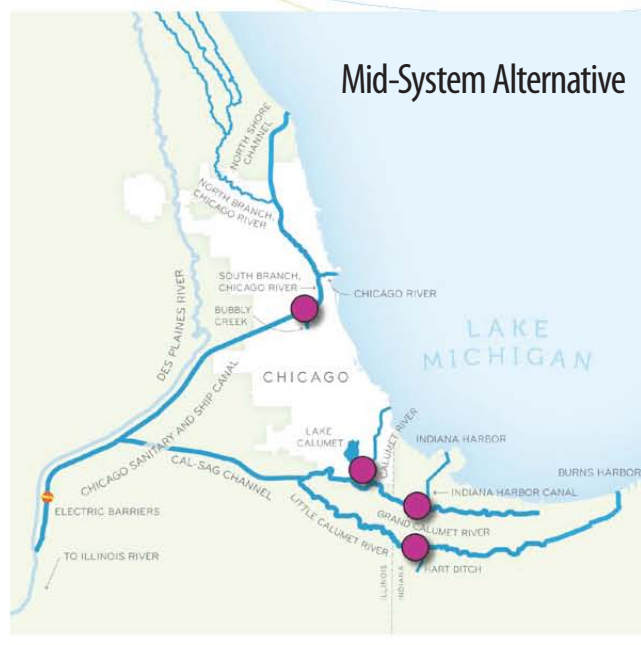 Mid-System Alternative
NORTH SHORE
CHANNEL
NORTH BRANCH,
CHICAGO RIVER
SOUTH BRANCH,
CHICAGO RIVER
CHICAGO RIVER
BUBBLY
CREEK
DES PLAINES RIVER
LAKE
MICHIGAN
CHICAGO
CHICAGO SANITARY AND SHIP CANAL
LAKE
CALUMET
CALUMET RIVER
INDIANA HARBOR
BURNS HARBOR
CAL-SAG CHANNEL
INDIANA HARBOR CANAL
GRAND CALUMET RIVER
LITTLE CALUMET RIVER
ELECTRIC BARRIERS
TO ILLINOIS RIVER
HART DITCH
ILLINOIS
INDIANA